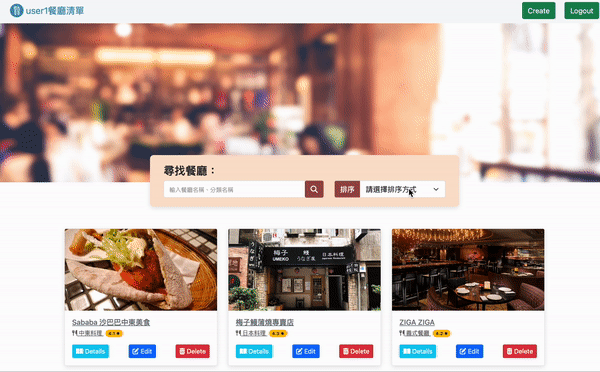 user1餐廳清單
Create
Logout
尋找餐廳：
輸入餐廳名稱、分類名稱
排序
請選擇排序方式
梅子
UMEKO
鰻
うなぎ
日本料理
Sababa 沙巴巴中東美食
中東料理
4.1
梅子鰻蒲燒專賣店
日本料理
4.3
ZIGA ZIGA
義式餐廳
4.2
Details
Edit
Delete
Details
Edit
Delete
Details
Edit
Delete